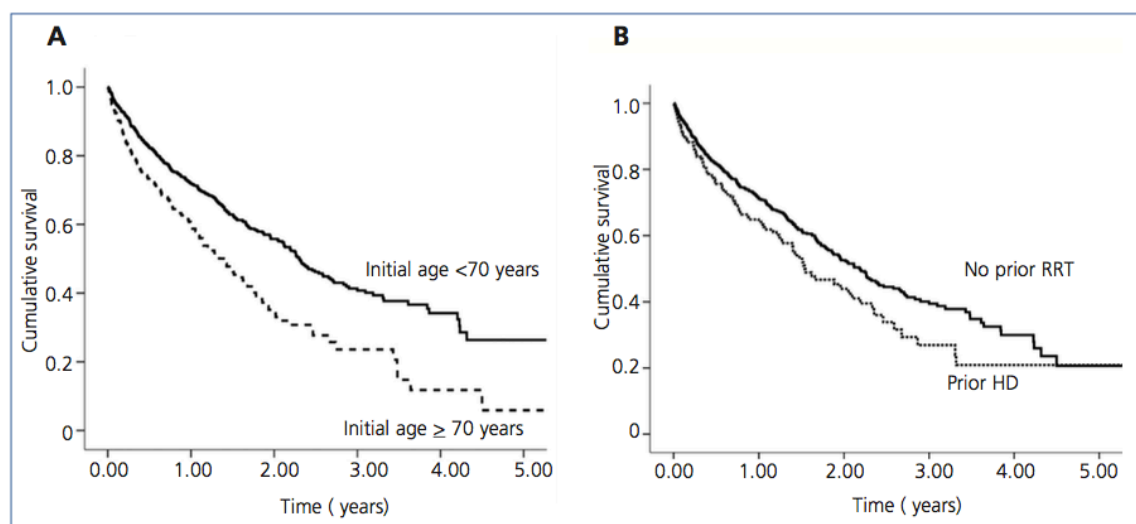 A
Cumulative survival
1.0
0.8
0.6
0.4
0.2
0
Initial age <70 years
Initial age ≥ 70 years
0.00 1.00 2.00 3.00 4.00 5.00
Time ( years)
B
Cumulative survival
1.0
0.8
0.6
0.4
0.2
0
No prior RRT
Prior HD
0.00 1.00 2.00 3.00 4.00 5.00
Time (years)